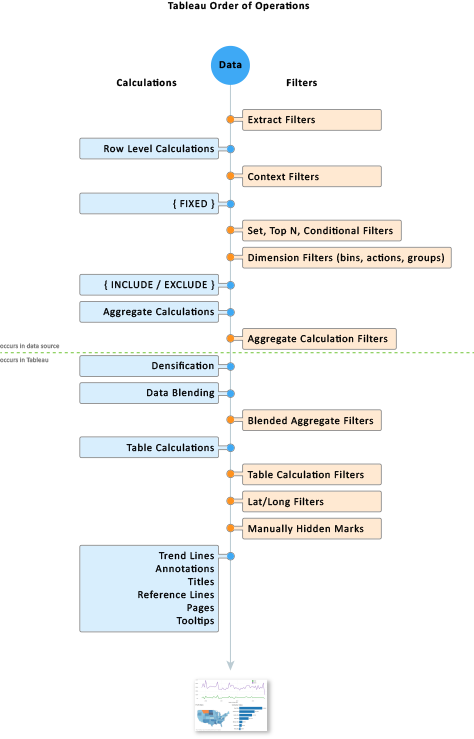 Tableau Order of Operations
Data
Calculations
Filters
Extract Filters
Row Level Calculations
Context Filters
{ FIXED }
Set, Top N, Conditional Filters
Dimension Filters (bins, actions, groups)
{ INCLUDE / EXCLUDE }
Aggregate Calculations
Aggregate Calculation Filters
occurs in data source
occurs in Tableau
Densification
Data Blending
Blended Aggregate Filters
Table Calculations
Table Calculation Filters
Lat/Long Filters
Manually Hidden Marks
Trend Lines
Annotations
Titles
Reference Lines
Pages
Tooltips